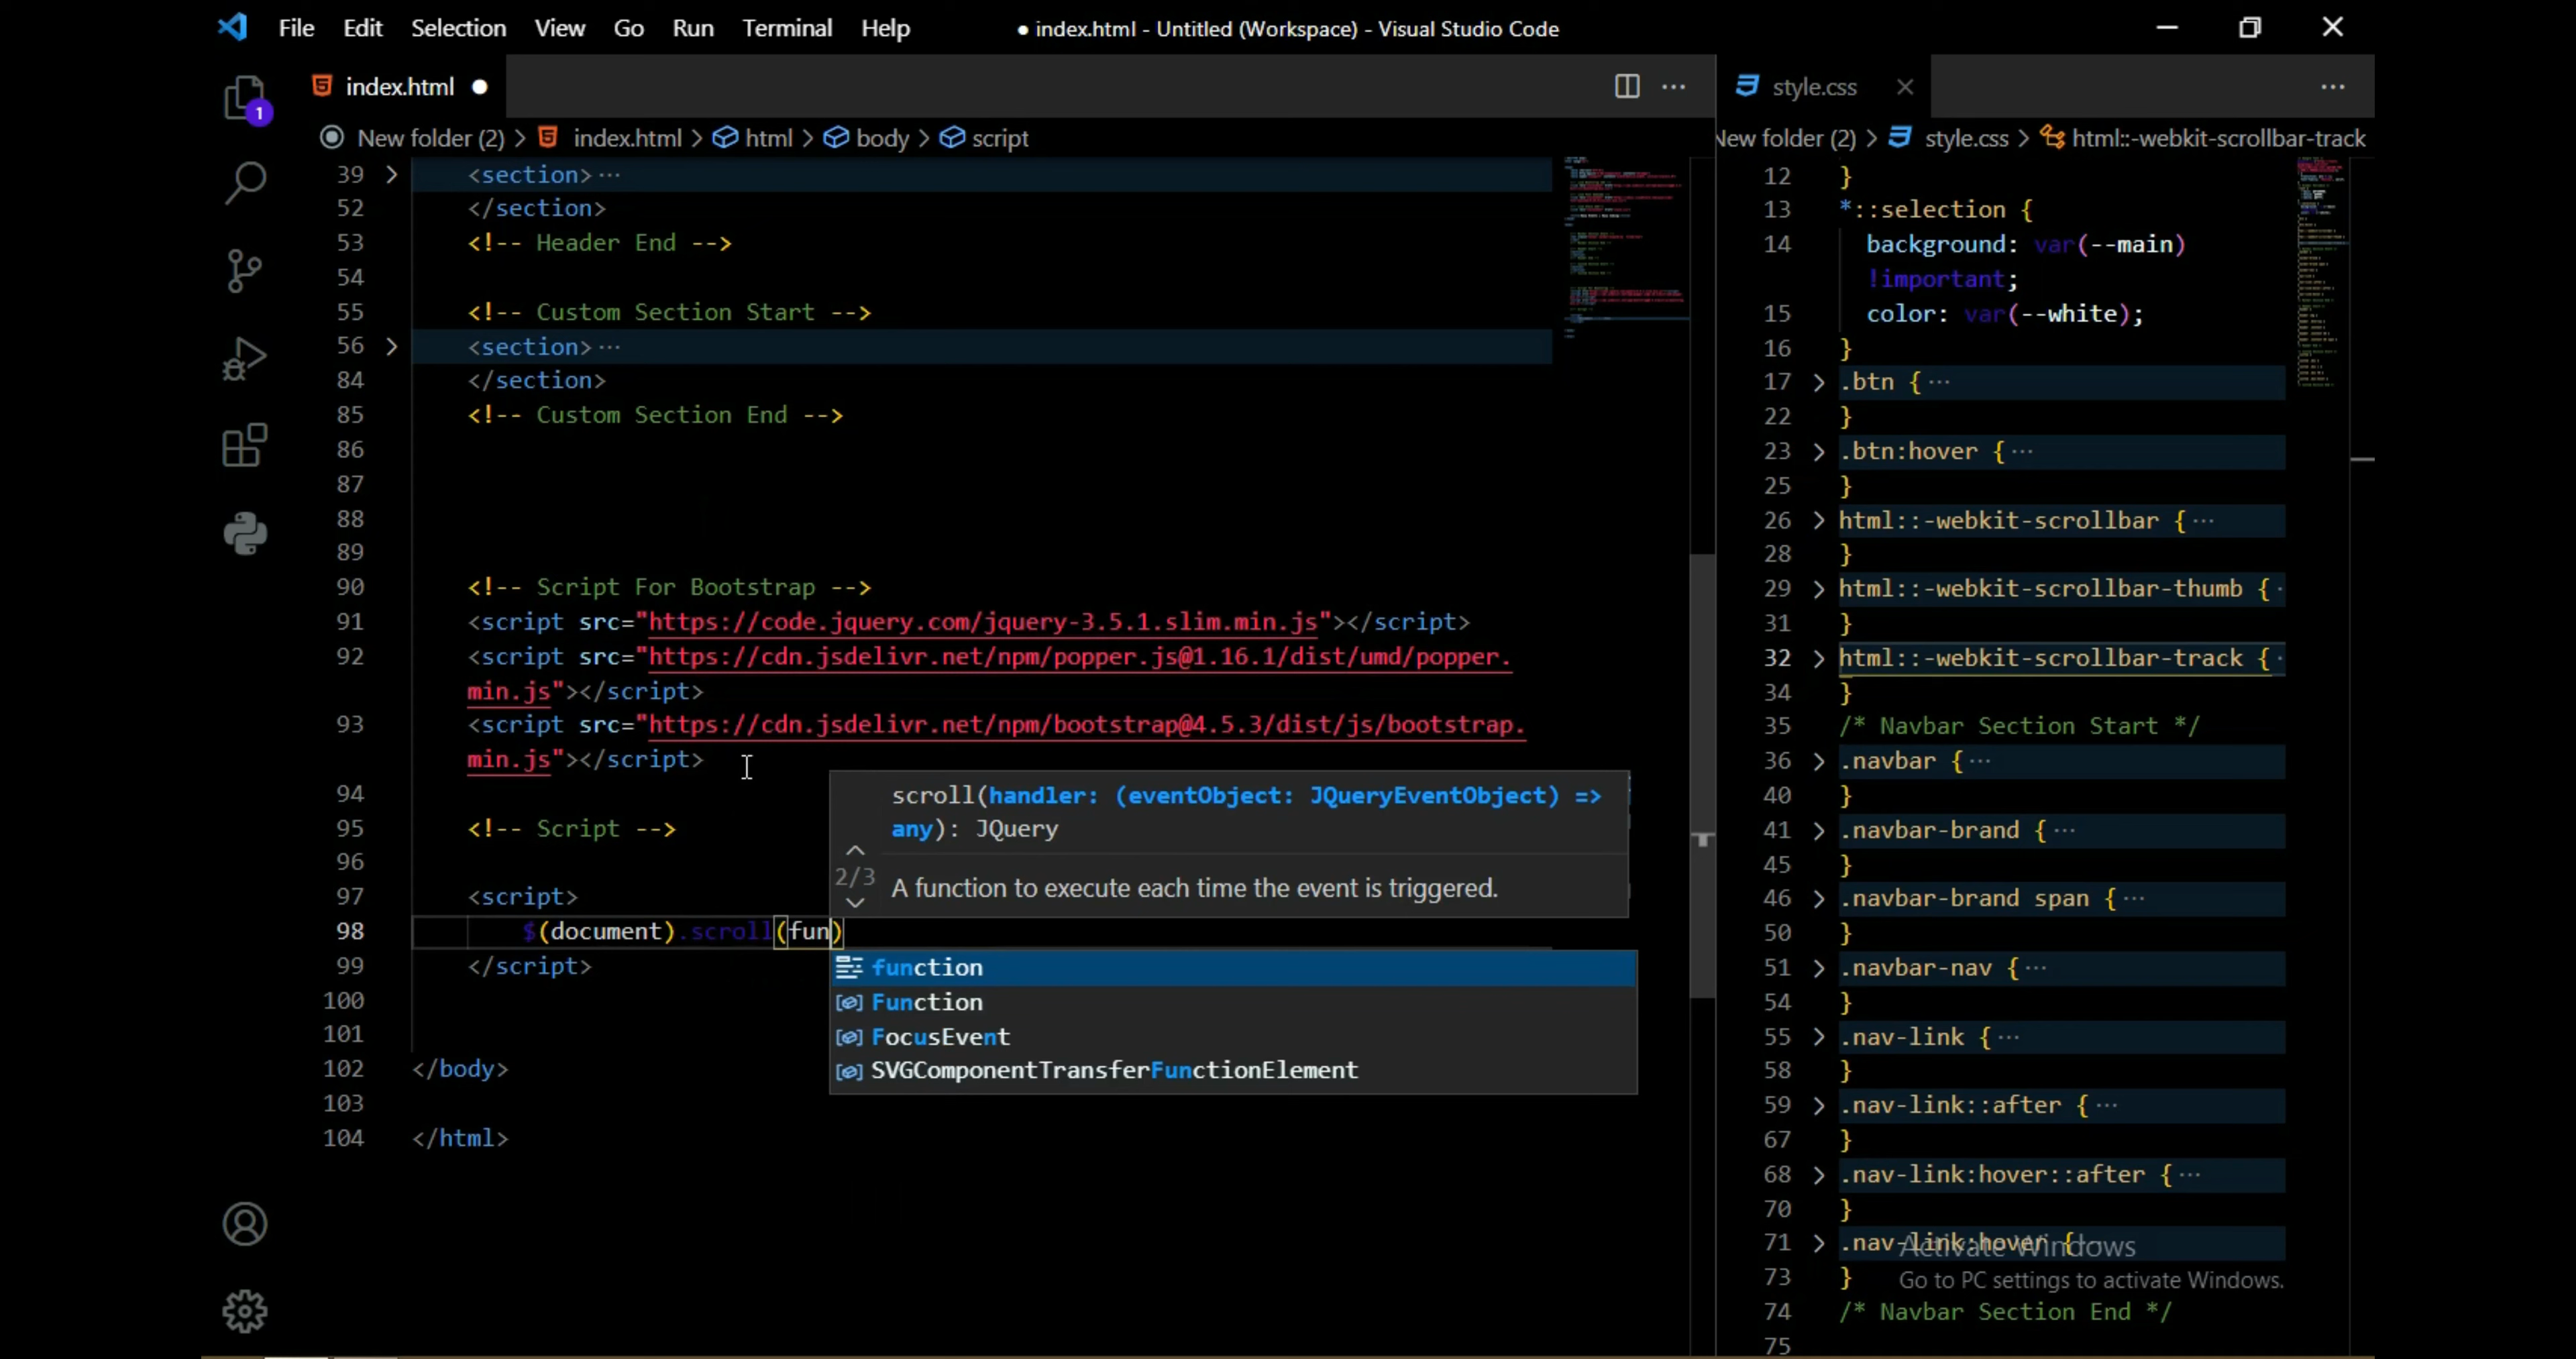 File Edit Selection View Go Run Terminal Help ● index.html - Untitled (Workspace) - Visual Studio Code
index.html ●
style.css
1
New folder (2) > index.html > html > body > script
New folder (2) > style.css > html::-webkit-scrollbar-track
39 <section>···
52 </section>
53 <!-- Header End -->
54
55 <!-- Custom Section Start -->
56 <section>···
84 </section>
85 <!-- Custom Section End -->
86
87
88
89
90 <!-- Script For Bootstrap -->
91 <script src="https://code.jquery.com/jquery-3.5.1.slim.min.js"></script>
92 <script src="https://cdn.jsdelivr.net/npm/popper.js@1.16.1/dist/umd/popper.
min.js"></script>
93 <script src="https://cdn.jsdelivr.net/npm/bootstrap@4.5.3/dist/js/bootstrap.
min.js"></script>
94
95 <!-- Script -->
96
97 <script>
98 $(document).scroll(fun)
99 </script>
100
101
102 </body>
103
104 </html>
scroll(handler: (eventObject: JQueryEventObject) =>
any): JQuery
2/3
A function to execute each time the event is triggered.
function
Function
FocusEvent
SVGComponentTransferFunctionElement
12 }
13 *::selection {
14 background: var(--main)
!important;
15 color: var(--white);
16 }
17 .btn {···
22 }
23 .btn:hover {···
25 }
26 html::-webkit-scrollbar {···
28 }
29 html::-webkit-scrollbar-thumb {·
31 }
32 html::-webkit-scrollbar-track {·
34 }
35 /* Navbar Section Start */
36 .navbar {···
40 }
41 .navbar-brand {···
45 }
46 .navbar-brand span {···
50 }
51 .navbar-nav {···
54 }
55 .nav-link {···
58 }
59 .nav-link::after {···
67 }
68 .nav-link:hover::after {···
70 }
71 .nav-link:hover {···
73 }
74 /* Navbar Section End */
75
Activate Windows
Go to PC settings to activate Windows.